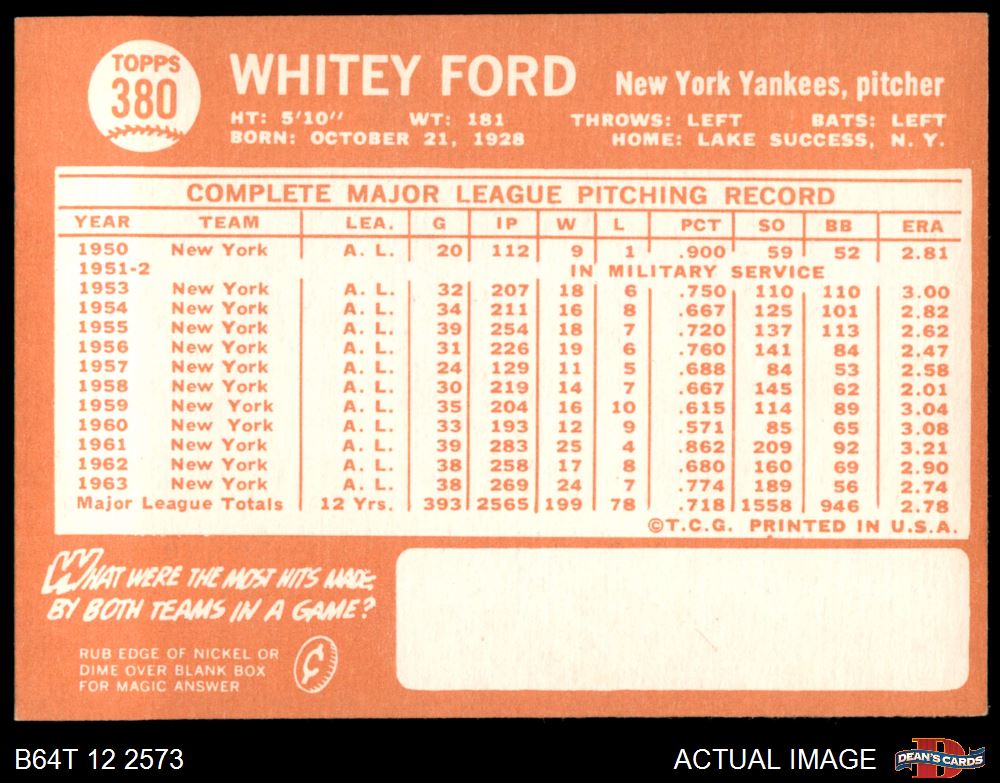 TOPPS
380
WHITEY FORD New York Yankees, pitcher
HT: 5'10" WT: 181 THROWS: LEFT BATS: LEFT
BORN: OCTOBER 21, 1928 HOME: LAKE SUCCESS, N. Y.
COMPLETE MAJOR LEAGUE PITCHING RECORD
YEAR TEAM LEA. G IP W L PCT SO BB ERA
1950 New York A. L. 20 112 9 1 .900 59 52 2.81
1951-2 IN MILITARY SERVICE
1953 New York A. L. 32 207 18 6 .750 110 110 3.00
1954 New York A. L. 34 211 16 8 .667 125 101 2.82
1955 New York A. L. 39 254 18 7 .720 137 113 2.62
1956 New York A. L. 31 226 19 6 .760 141 84 2.47
1957 New York A. L. 24 129 11 5 .688 84 53 2.58
1958 New York A. L. 30 219 14 7 .667 145 62 2.01
1959 New York A. L. 35 204 16 10 .615 114 89 3.04
1960 New York A. L. 33 193 12 9 .571 85 65 3.08
1961 New York A. L. 39 283 25 4 .862 209 92 3.21
1962 New York A. L. 38 258 17 8 .680 160 69 2.90
1963 New York A. L. 38 269 24 7 .774 189 56 2.74
Major League Totals 12 Yrs. 393 2565 199 78 .718 1558 946 2.78
©T.C.G. PRINTED IN U.S.A.
WHAT WERE THE MOST HITS MADE,
BY BOTH TEAMS IN A GAME?
RUB EDGE OF NICKEL OR
DIME OVER BLANK BOX
FOR MAGIC ANSWER
¢
B64T 12 2573 ACTUAL IMAGE D DEAN'S CARDS